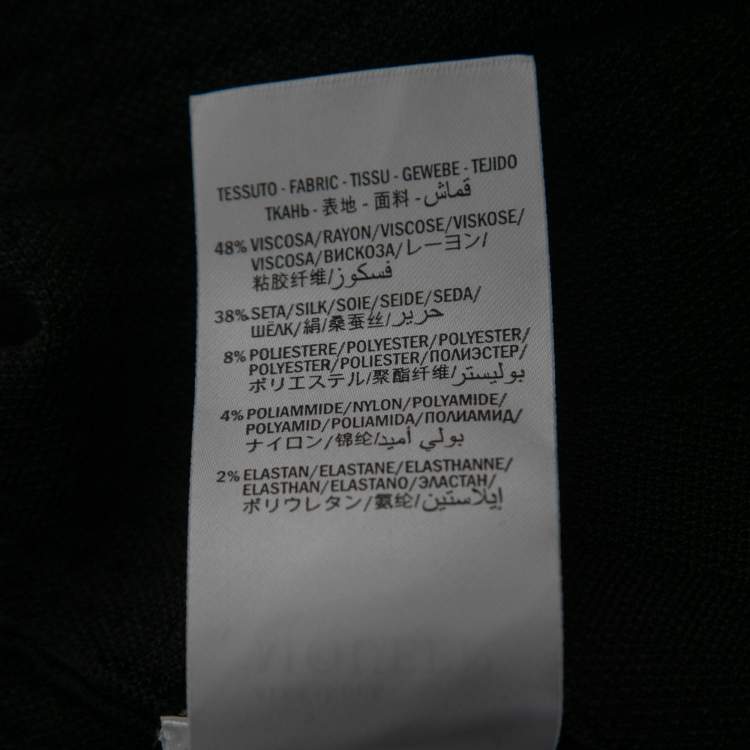 TESSUTO - FABRIC - TISSU - GEWEBE - TEJIDO
ТКАНЬ - 表地 - 面料 - قماش
48% VISCOSA/RAYON/VISCOSE/VISKOSE/
VISCOSA/ВИСКОЗА/レーヨン/
粘胶纤维/فسكوز
38% SETA/SILK/SOIE/SEIDE/SEDA/
ШЁЛК/絹/桑蚕丝/حرير
8% POLIESTERE/POLYESTER/POLYESTER/
POLYESTER/POLIESTER/ПОЛИЭСТЕР/
ポリエステル/聚酯纤维/بوليستر
4% POLIAMMIDE/NYLON/POLYAMIDE/
POLYAMID/POLIAMIDA/ПОЛИАМИД/
ナイロン/锦纶/بولي أميد
2% ELASTAN/ELASTANE/ELASTHANNE/
ELASTHAN/ELASTANO/ЭЛАСТАН/
ポリウレタン/氨纶/إيلاستين